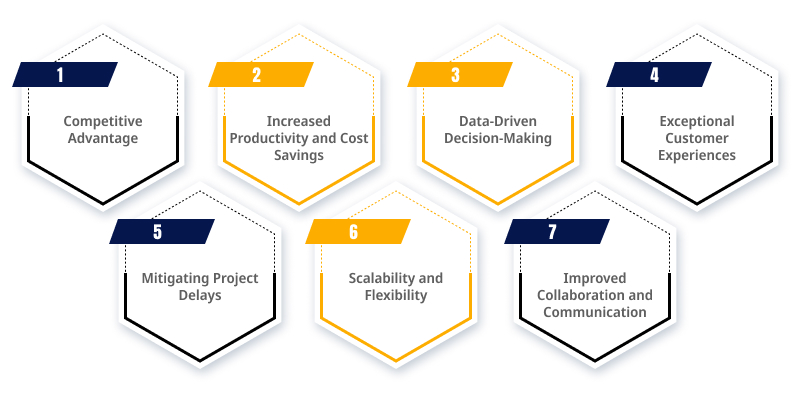 1
Competitive
Advantage
2
Increased
Productivity and Cost
Savings
3
Data-Driven
Decision-Making
4
Exceptional
Customer
Experiences
5
Mitigating Project
Delays
6
Scalability and
Flexibility
7
Improved
Collaboration and
Communication